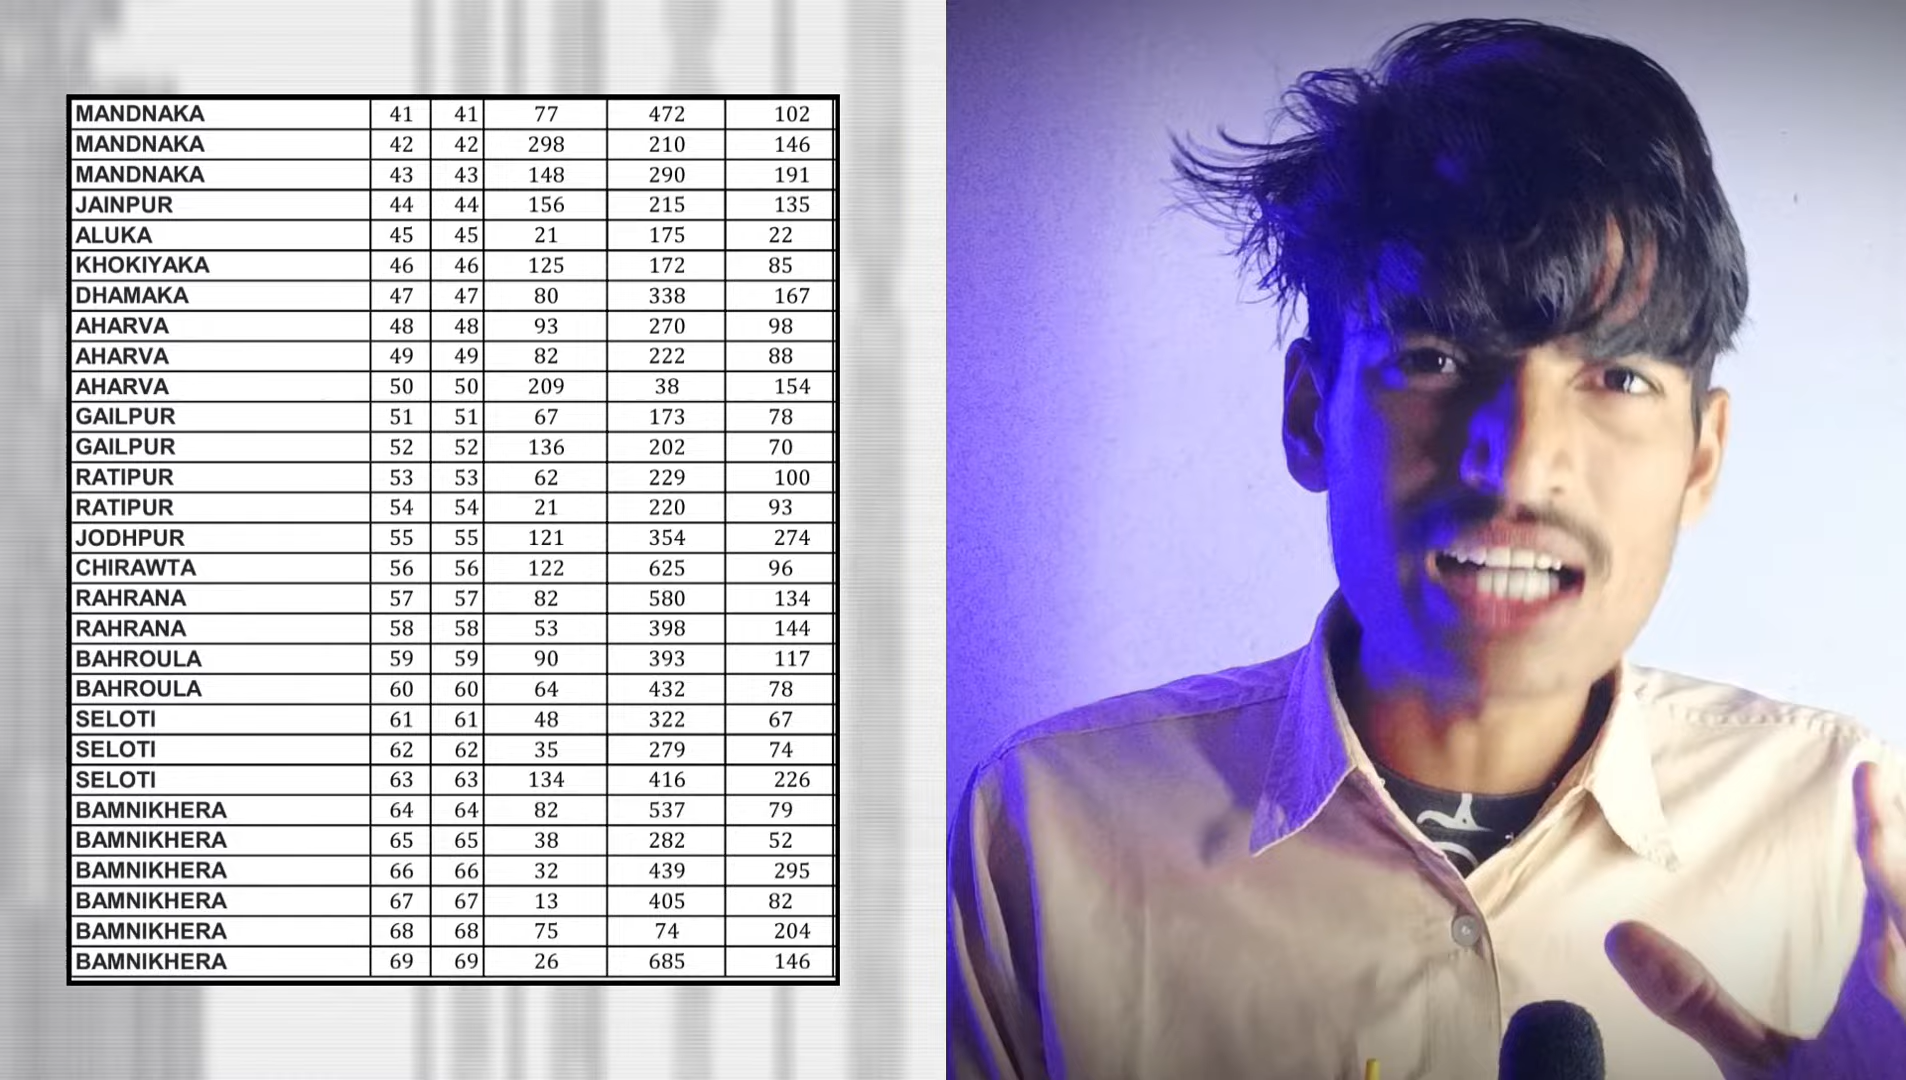 MANDNAKA 41 41 77 472 102
MANDNAKA 42 42 298 210 146
MANDNAKA 43 43 148 290 191
JAINPUR 44 44 156 215 135
ALUKA 45 45 21 175 22
KHOKIYAKA 46 46 125 172 85
DHAMAKA 47 47 80 338 167
AHARVA 48 48 93 270 98
AHARVA 49 49 82 222 88
AHARVA 50 50 209 38 154
GAILPUR 51 51 67 173 78
GAILPUR 52 52 136 202 70
RATIPUR 53 53 62 229 100
RATIPUR 54 54 21 220 93
JODHPUR 55 55 121 354 274
CHIRAWTA 56 56 122 625 96
RAHRANA 57 57 82 580 134
RAHRANA 58 58 53 398 144
BAHROULA 59 59 90 393 117
BAHROULA 60 60 64 432 78
SELOTI 61 61 48 322 67
SELOTI 62 62 35 279 74
SELOTI 63 63 134 416 226
BAMNIKHERA 64 64 82 537 79
BAMNIKHERA 65 65 38 282 52
BAMNIKHERA 66 66 32 439 295
BAMNIKHERA 67 67 13 405 82
BAMNIKHERA 68 68 75 74 204
BAMNIKHERA 69 69 26 685 146